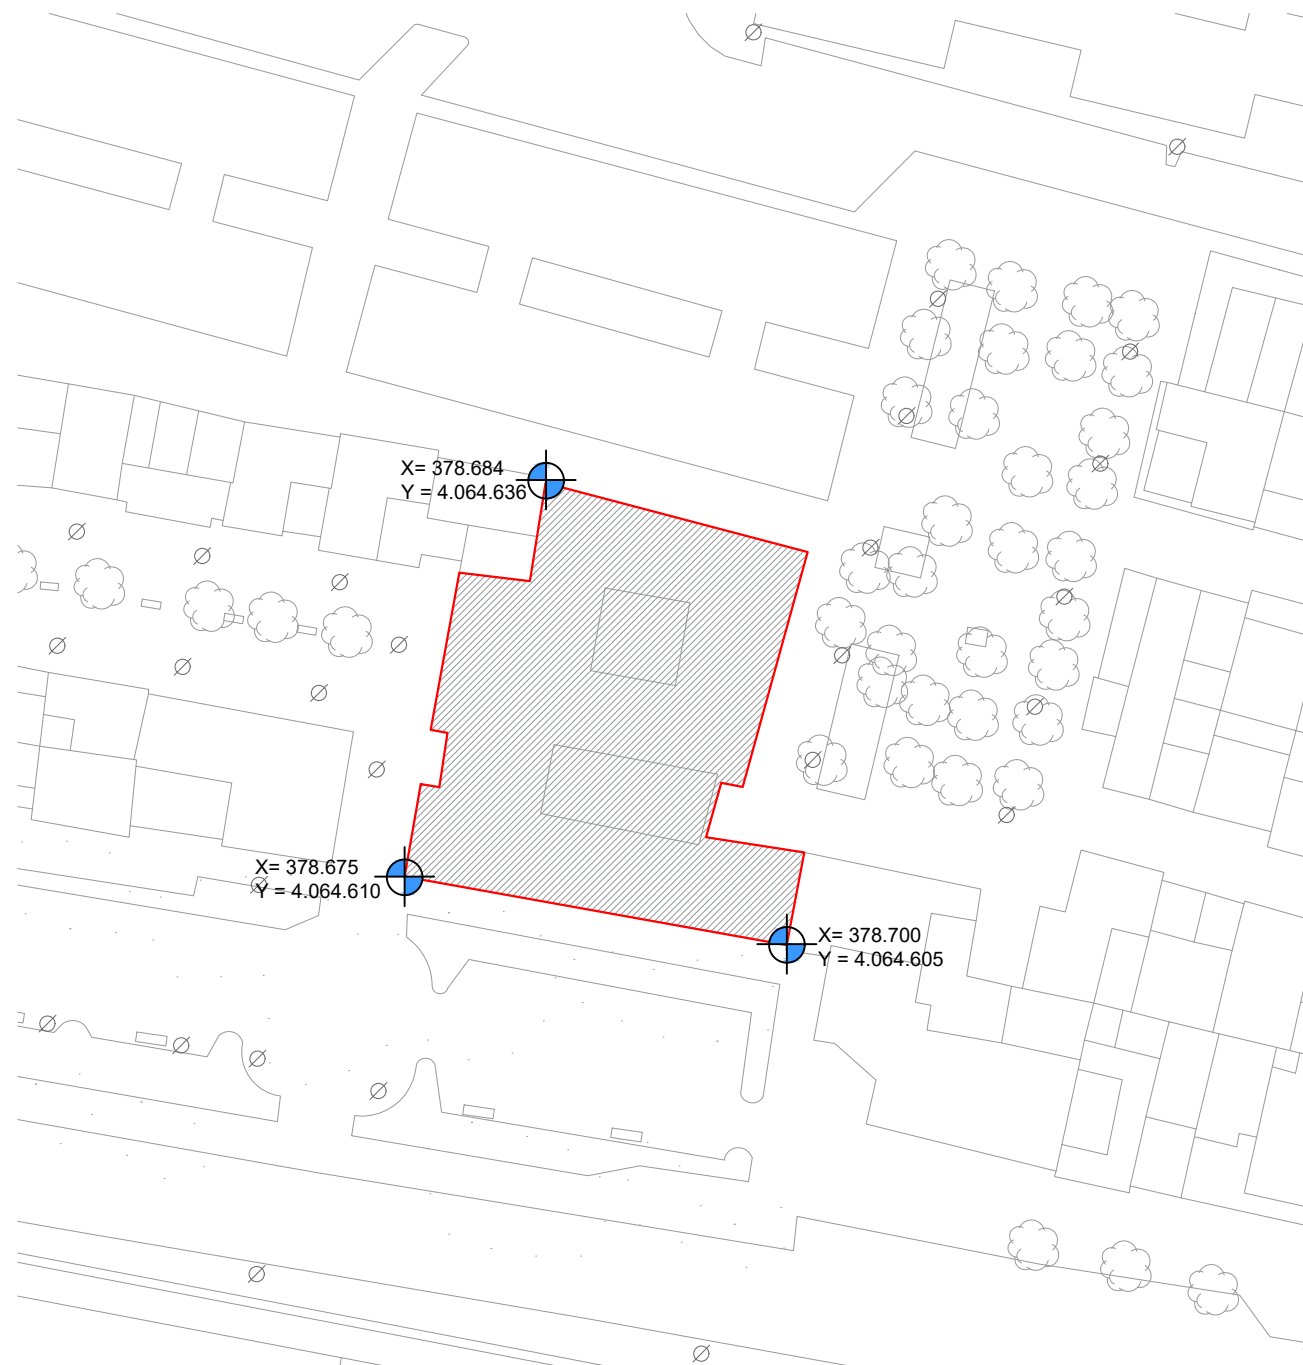 X= 378.684
Y = 4.064.636
X= 378.675
Y = 4.064.610
X= 378.700
Y = 4.064.605